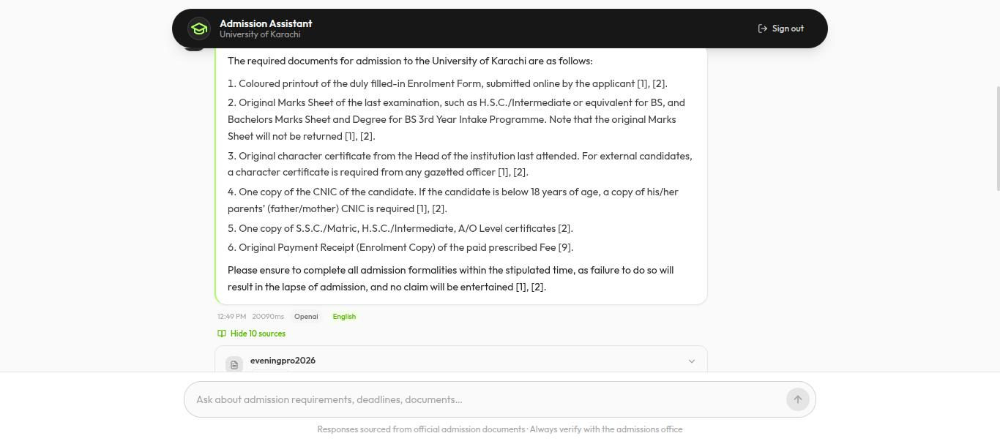 Admission Assistant
University of Karachi
Sign out
The required documents for admission to the University of Karachi are as follows:
1. Coloured printout of the duly filled-in Enrolment Form, submitted online by the applicant [1], [2].
2. Original Marks Sheet of the last examination, such as H.S.C./Intermediate or equivalent for BS, and
Bachelors Marks Sheet and Degree for BS 3rd Year Intake Programme. Note that the original Marks
Sheet will not be returned [1], [2].
3. Original character certificate from the Head of the institution last attended. For external candidates,
a character certificate is required from any gazetted officer [1], [2].
4. One copy of the CNIC of the candidate. If the candidate is below 18 years of age, a copy of his/her
parents' (father/mother) CNIC is required [1], [2].
5. One copy of S.S.C./Matric, H.S.C./Intermediate, A/O Level certificates [2].
6. Original Payment Receipt (Enrolment Copy) of the paid prescribed Fee [9].
Please ensure to complete all admission formalities within the stipulated time, as failure to do so will
result in the lapse of admission, and no claim will be entertained [1], [2].
12:49 PM 20090ms Openai English
Hide 10 sources
eveningpro2026
Ask about admission requirements, deadlines, documents...
Responses sourced from official admission documents · Always verify with the admissions office